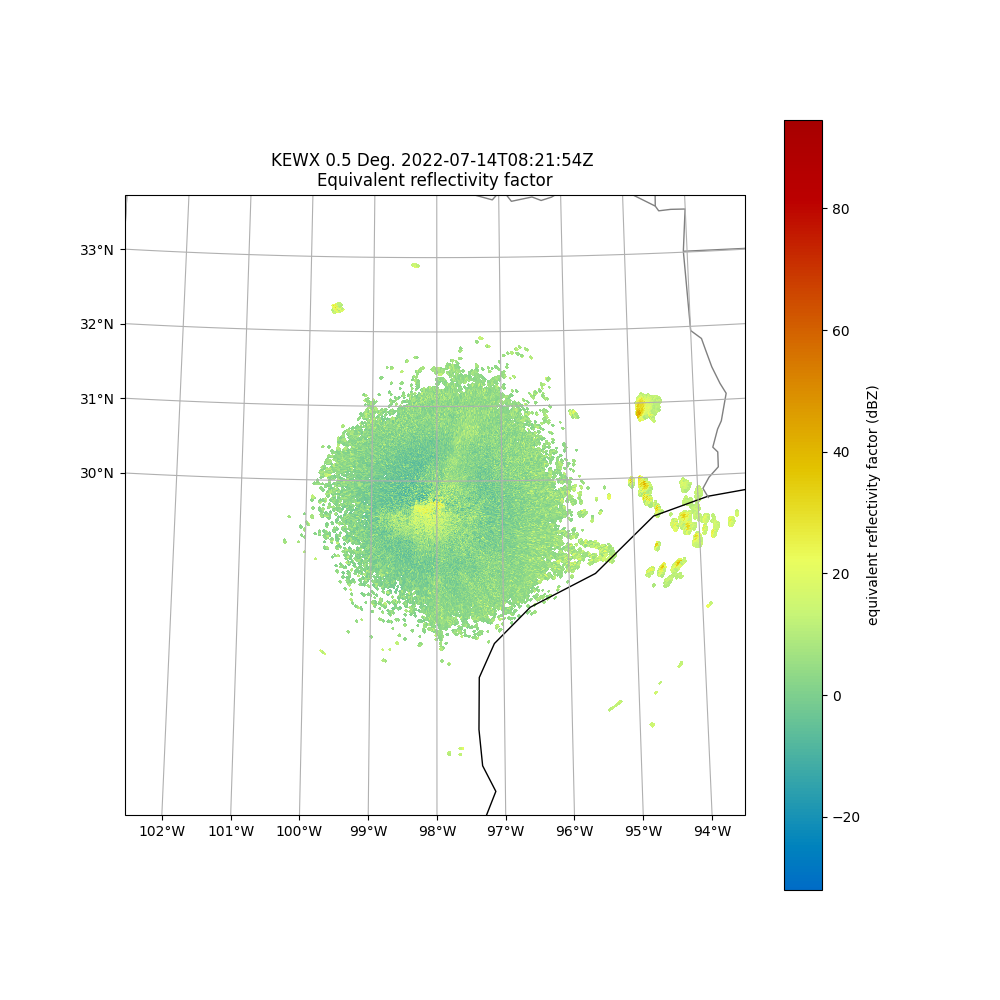 KEWX 0.5 Deg. 2022-07-14T08:21:54Z
Equivalent reflectivity factor
33°N
32°N
31°N
30°N
102°W 101°W 100°W 99°W 98°W 97°W 96°W 95°W 94°W
80
60
40
20
0
−20
equivalent reflectivity factor (dBZ)